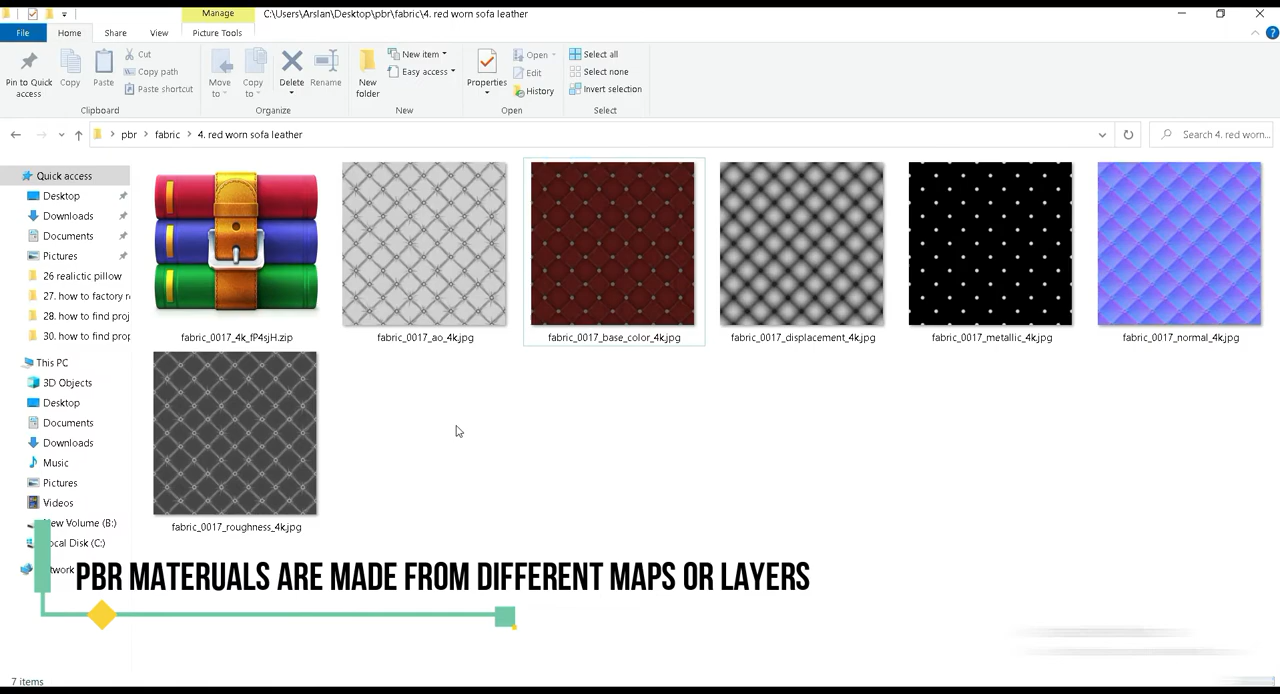 Manage
C:\Users\Arslan\Desktop\pbr\fabric\4. red worn sofa leather
File
Home
Share
View
Picture Tools
Pin to Quick access
Copy
Paste
Cut
Copy path
Paste shortcut
Clipboard
Move to
Copy to
Delete
Rename
Organize
New folder
New item
Easy access
New
Properties
Open
Edit
History
Open
Select all
Select none
Invert selection
Select
pbr > fabric > 4. red worn sofa leather
Search 4. red worn...
Quick access
Desktop
Downloads
Documents
Pictures
26 realictic pillow
27. how to factory r
28. how to find proj
30. how to find proj
This PC
3D Objects
Desktop
Documents
Downloads
Music
Pictures
Videos
New Volume (B:)
ocal Disk (C:)
twork
fabric_0017_4k_fP4sjH.zip
fabric_0017_ao_4k.jpg
fabric_0017_base_color_4k.jpg
fabric_0017_displacement_4k.jpg
fabric_0017_metallic_4k.jpg
fabric_0017_normal_4k.jpg
fabric_0017_roughness_4k.jpg
PBR MATERUALS ARE MADE FROM DIFFERENT MAPS OR LAYERS
7 items